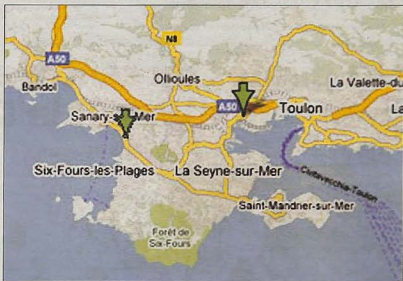 N8
A50
Bandol
Ollioules
La Valette-du
Sanary-s Mer
A50
Toulon
Six-Fours-les-Plages
La Seyne-sur-Mer
Civitavecchia-Toulon
Saint-Mandrier-sur-Mer
Forêt de
Six-Fours